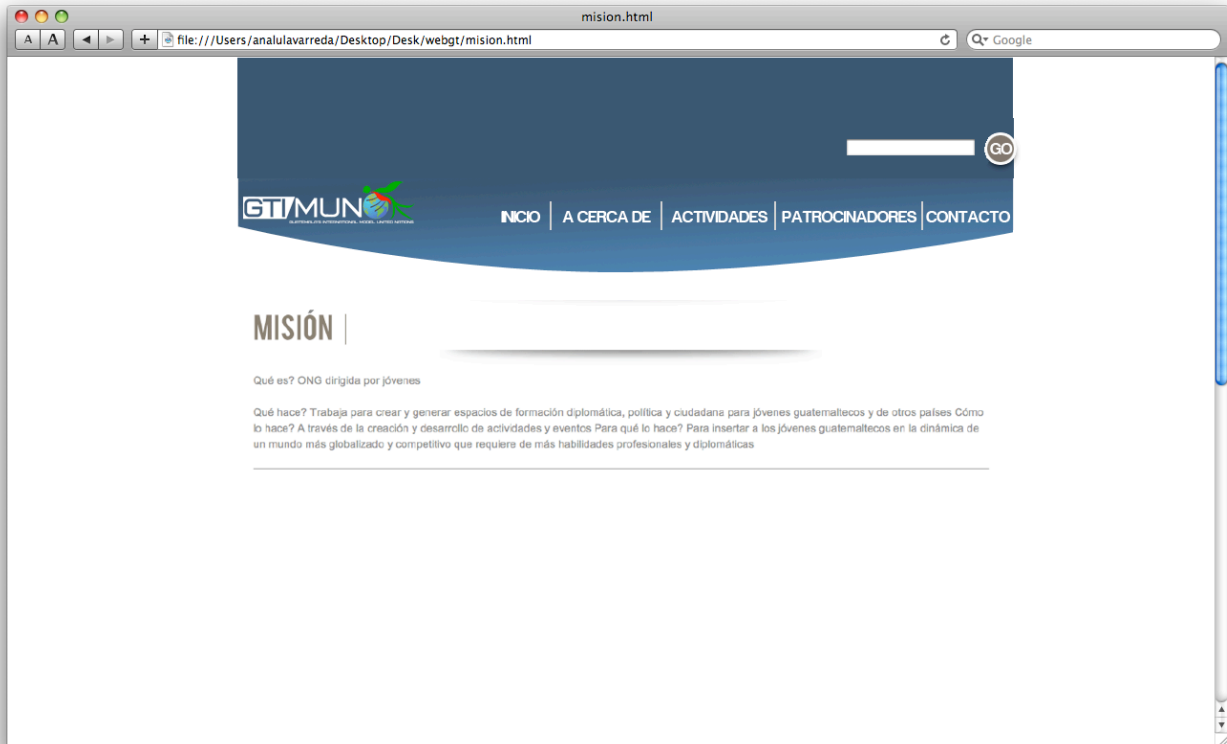 mision.html
A A + file:///Users/analulavarreda/Desktop/Desk/webgt/mision.html Google
GO
GTMUN
INICIO A CERCA DE ACTIVIDADES PATROCINADORES CONTACTO
MISIÓN
Qué es? ONG dirigida por jóvenes
Qué hace? Trabaja para crear y generar espacios de formación diplomática, política y ciudadana para jóvenes guatemaltecos y de otros países Cómo
lo hace? A través de la creación y desarrollo de actividades y eventos Para qué lo hace? Para insertar a los jóvenes guatemaltecos en la dinámica de
un mundo más globalizado y competitivo que requiere de más habilidades profesionales y diplomáticas